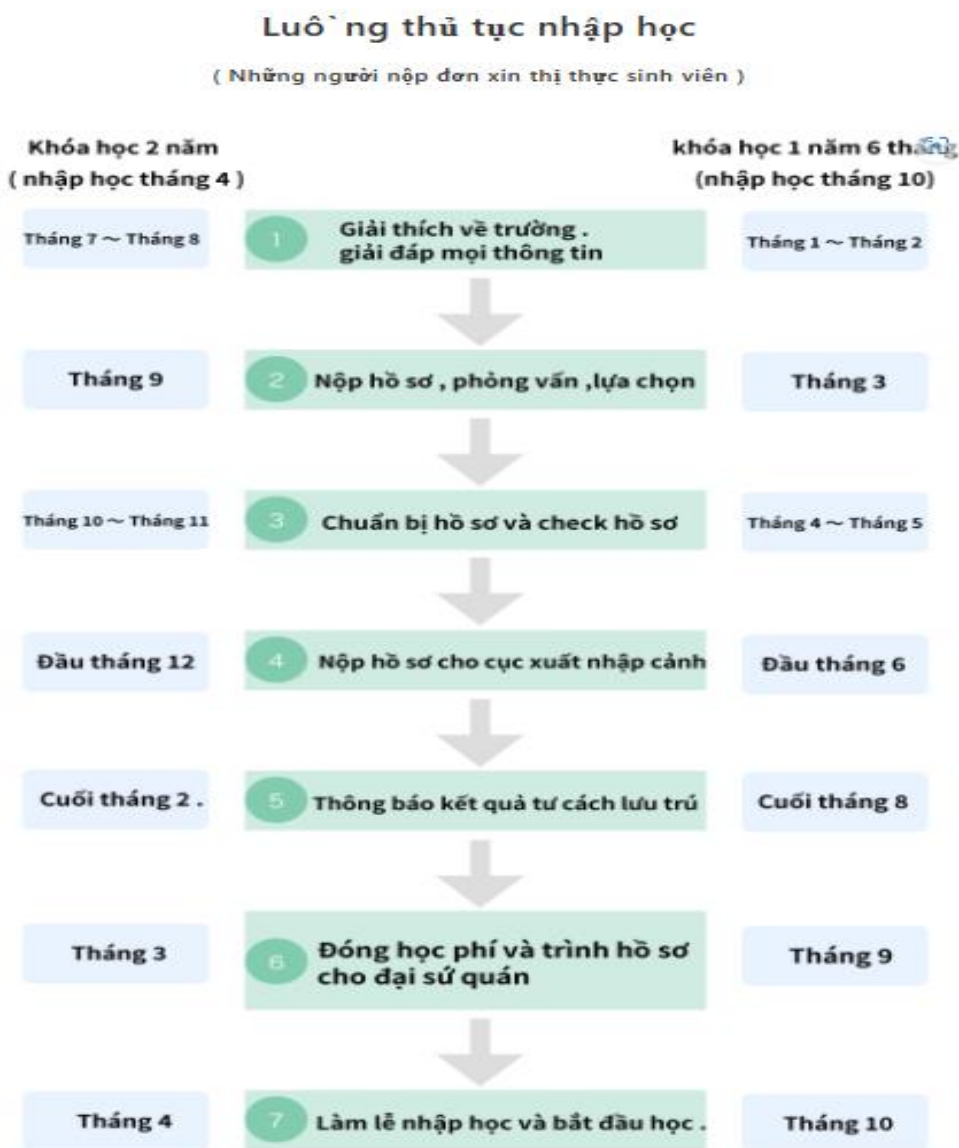 Luồng thủ tục nhập học
( Những người nộp đơn xin thị thực sinh viên )
Khóa học 2 năm
( nhập học tháng 4 )
khóa học 1 năm 6 tháng
(nhập học tháng 10)
Tháng 7 ～ Tháng 8
1
Giải thích về trường .
giải đáp mọi thông tin
Tháng 1 ～ Tháng 2
Tháng 9
2
Nộp hồ sơ , phỏng vấn ,lựa chọn
Tháng 3
Tháng 10 ～ Tháng 11
3
Chuẩn bị hồ sơ và check hồ sơ
Tháng 4 ～ Tháng 5
Đầu tháng 12
4
Nộp hồ sơ cho cục xuất nhập cảnh
Đầu tháng 6
Cuối tháng 2 .
5
Thông báo kết quả tư cách lưu trú
Cuối tháng 8
Tháng 3
6
Đóng học phí và trình hồ sơ
cho đại sứ quán
Tháng 9
Tháng 4
7
Làm lễ nhập học và bắt đầu học .
Tháng 10